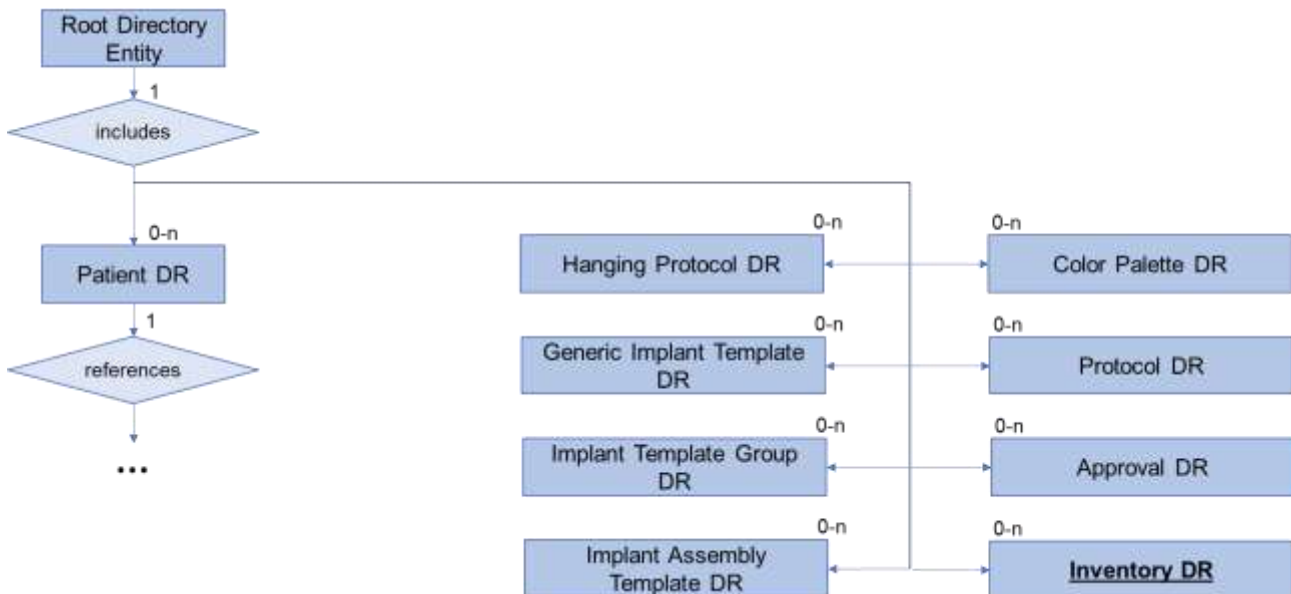 Root Directory
Entity
1
includes
0-n
Patient DR
1
references
...
0-n
0-n
Hanging Protocol DR
Color Palette DR
0-n
0-n
Generic Implant Template
DR
Protocol DR
0-n
0-n
Implant Template Group
DR
Approval DR
0-n
0-n
Implant Assembly
Template DR
Inventory DR